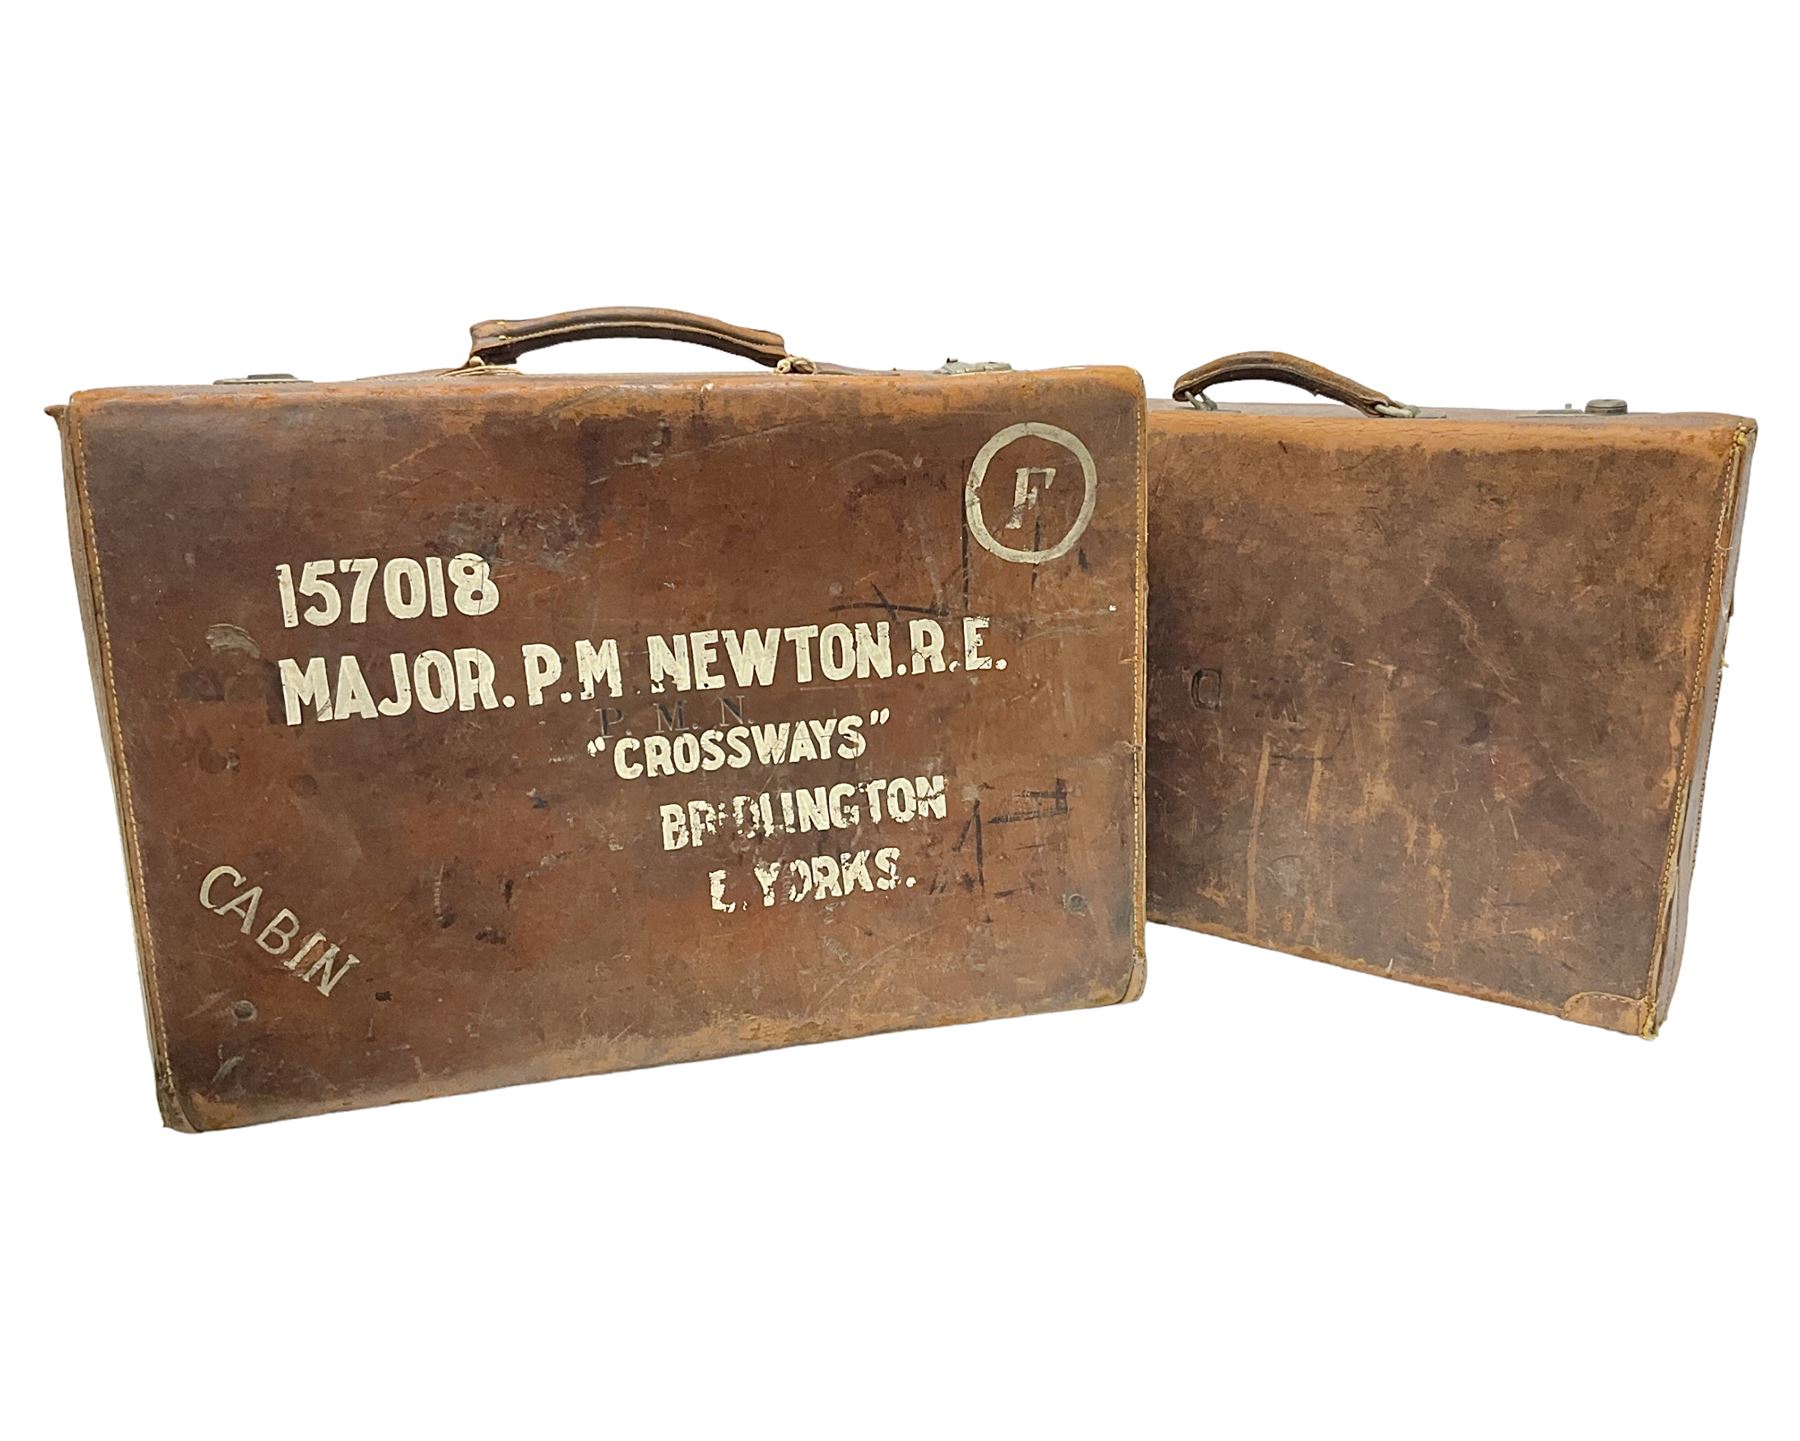 F
157018
MAJOR. P.M NEWTON. R.E.
P. M. N.
"CROSSWAYS"
BRIDLINGTON
E. YORKS.
CABIN